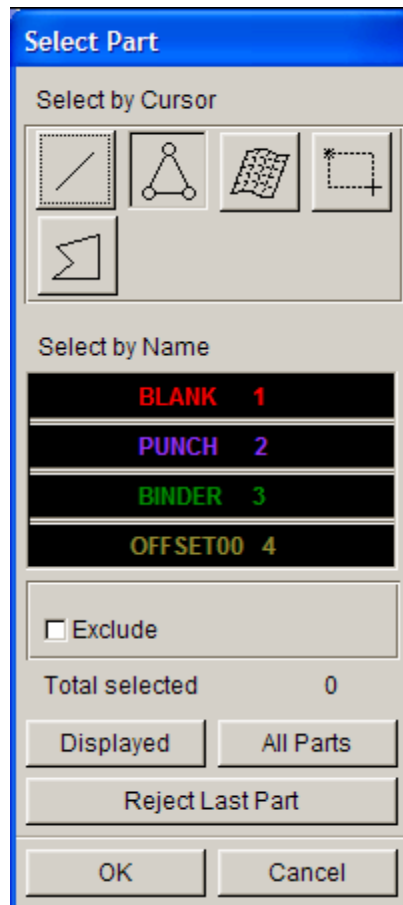 Select Part
Select by Cursor
Select by Name
BLANK 1
PUNCH 2
BINDER 3
OFFSET00 4
Exclude
Total selected 0
Displayed All Parts
Reject Last Part
OK Cancel